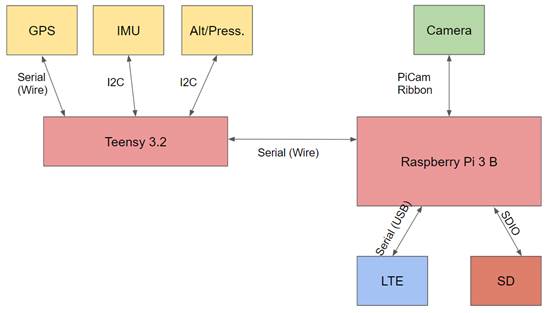 GPS
IMU
Alt/Press.
Camera
Serial
(Wire)
I2C
I2C
PiCam
Ribbon
Teensy 3.2
Serial (Wire)
Raspberry Pi 3 B
Serial (USB)
SDIO
LTE
SD